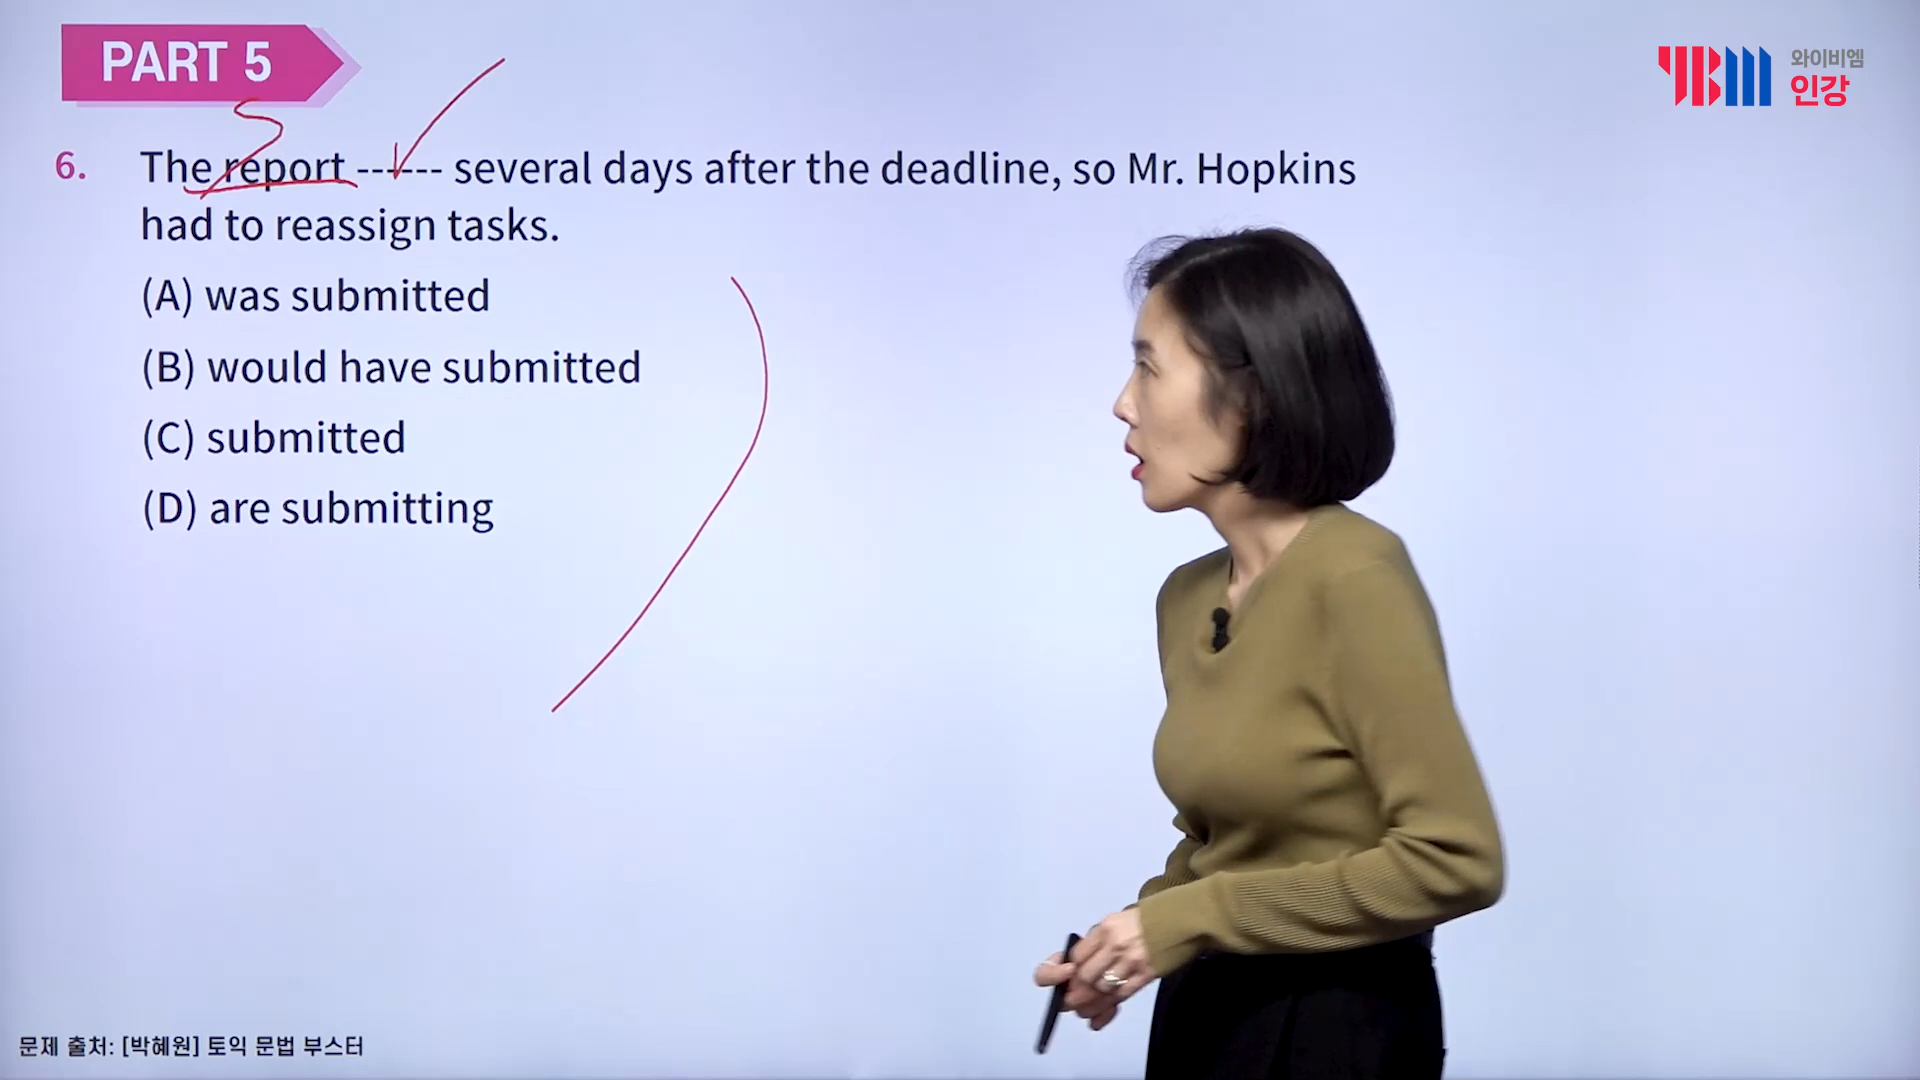 PART 5
YBM 와이비엠 인강
S
6. The report ------ several days after the deadline, so Mr. Hopkins
had to reassign tasks.
(A) was submitted
(B) would have submitted
(C) submitted
(D) are submitting
문제 출처: [박혜원] 토익 문법 부스터